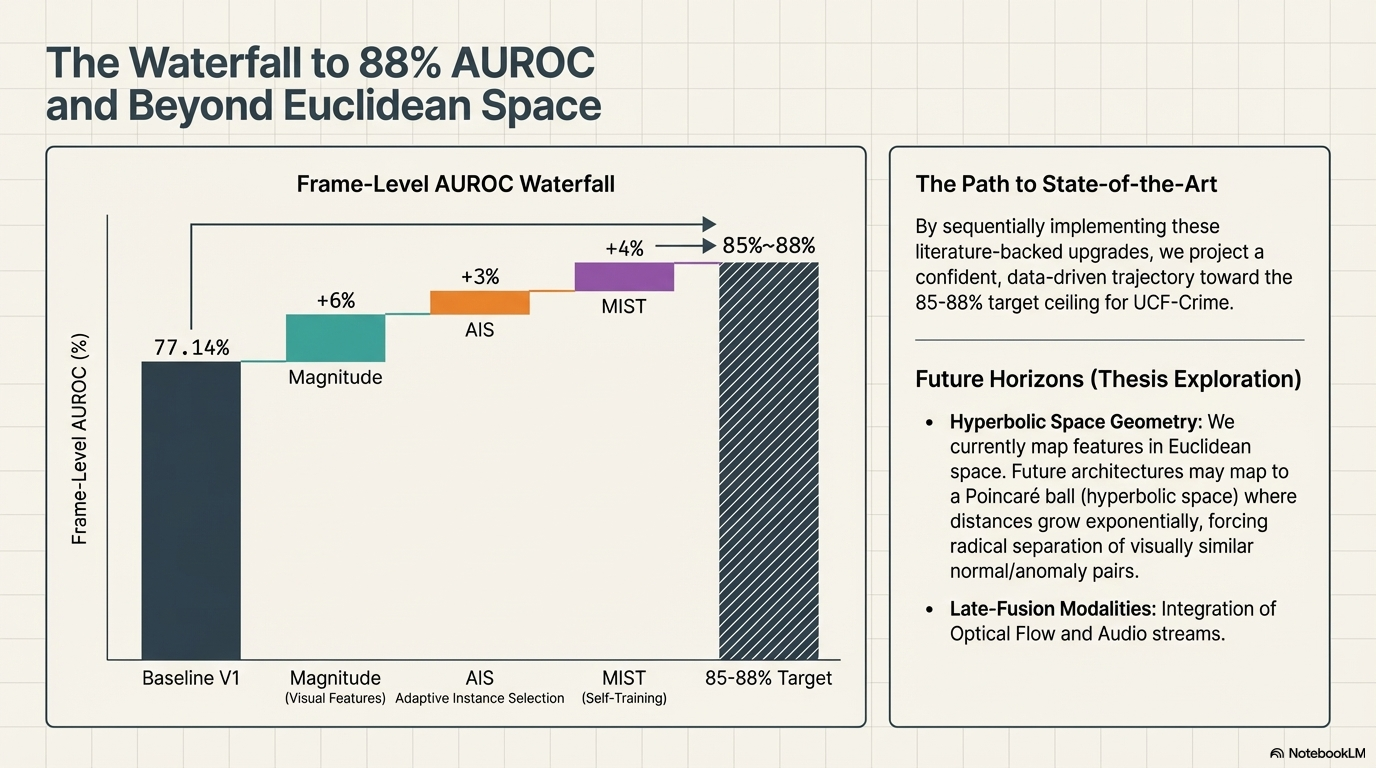 The Waterfall to 88% AUROC
and Beyond Euclidean Space
Frame-Level AUROC Waterfall
Frame-Level AUROC (%)
77.14%
+6%
Magnitude
+3%
AIS
+4%
MIST
85%~88%
Baseline V1
Magnitude
(Visual Features)
AIS
Adaptive Instance Selection
MIST
(Self-Training)
85-88% Target
The Path to State-of-the-Art
By sequentially implementing these
literature-backed upgrades, we project a
confident, data-driven trajectory toward the
85-88% target ceiling for UCF-Crime.
Future Horizons (Thesis Exploration)
• Hyperbolic Space Geometry: We
currently map features in Euclidean
space. Future architectures may map to
a Poincaré ball (hyperbolic space) where
distances grow exponentially, forcing
radical separation of visually similar
normal/anomaly pairs.
• Late-Fusion Modalities: Integration of
Optical Flow and Audio streams.
NotebookLM